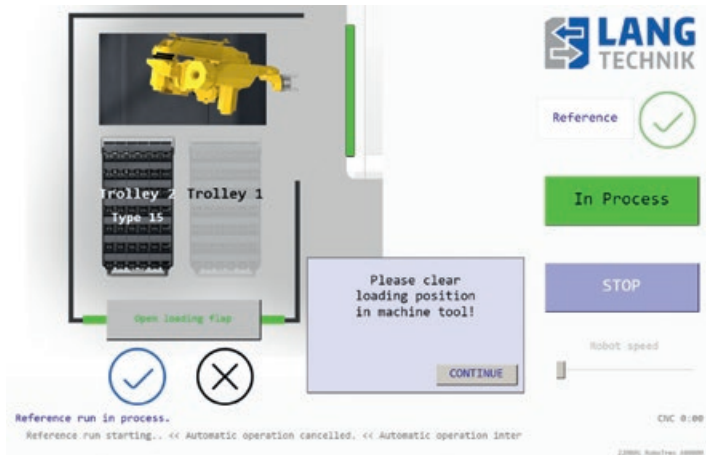 LANG
TECHNIK
Reference
Trolley 2
Trolley 1
Type 15
In Process
Please clear
loading position
in machine tool!
STOP
Open loading flap
Robot speed
CONTINUE
Reference run in process.
CNC 0:00
Reference run starting.. << Automatic operation cancelled. << Automatic operation inter